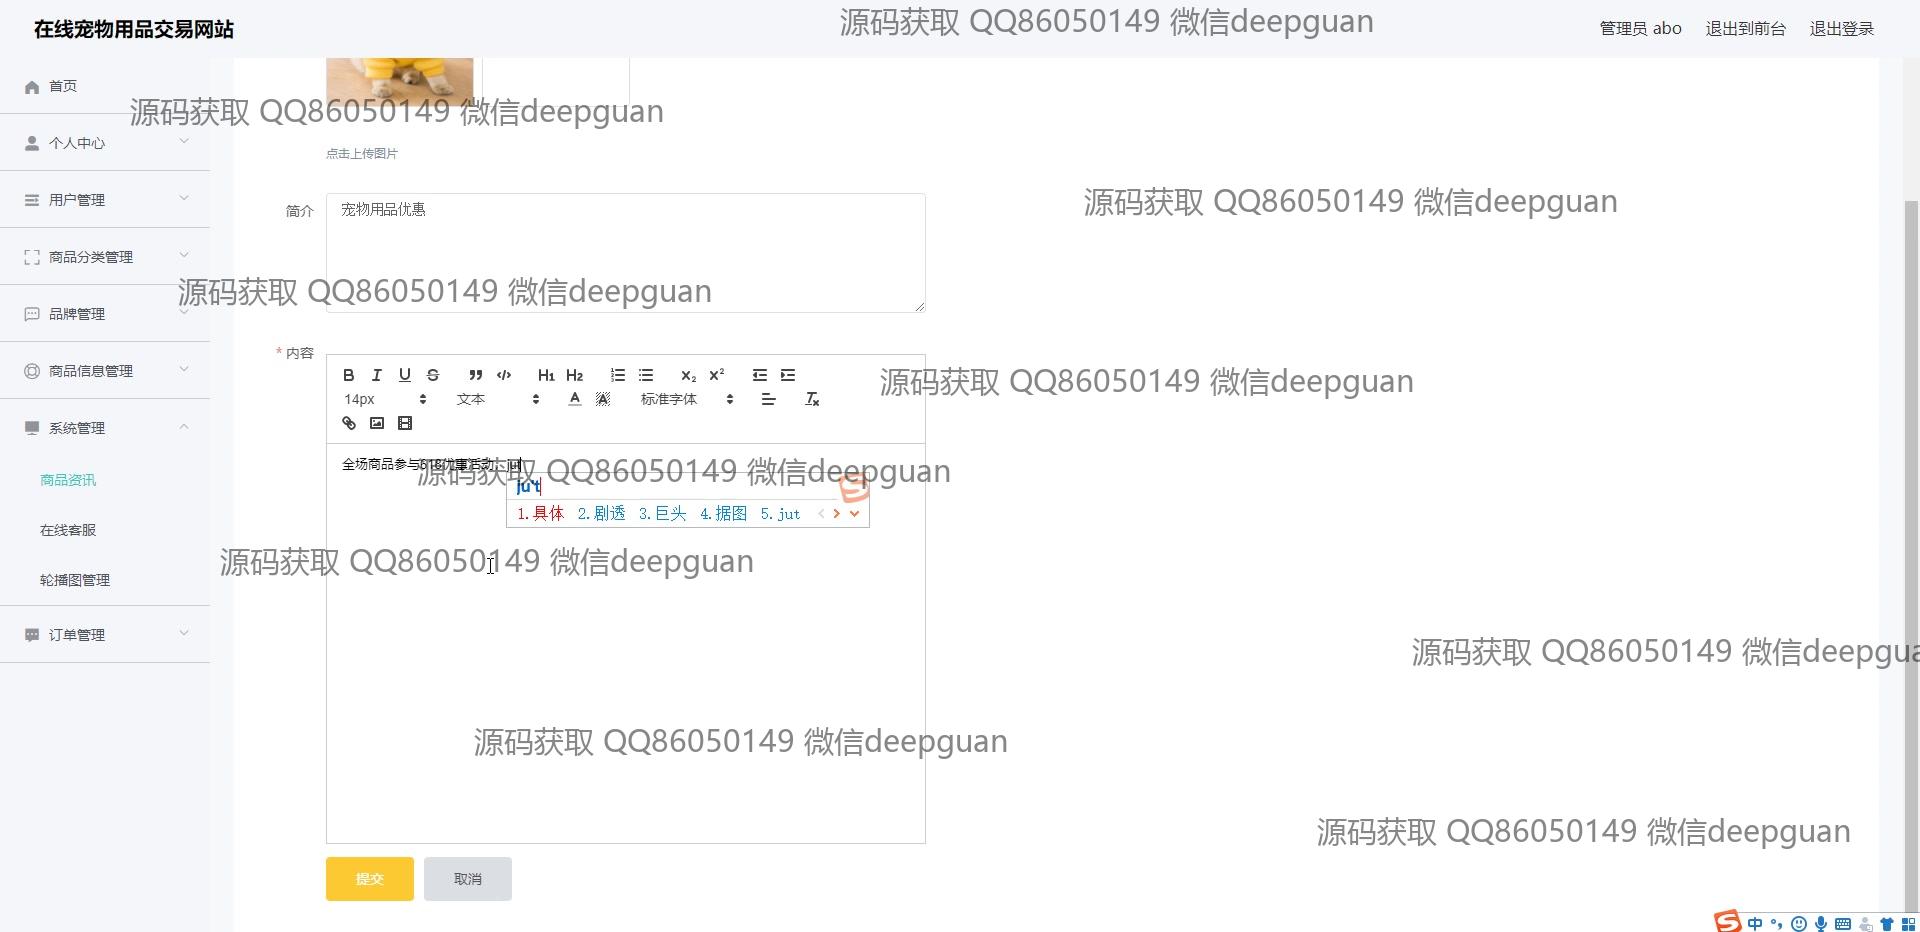 在线宠物用品交易网站
源码获取 QQ86050149 微信deepguan
管理员 abo
退出到前台
退出登录
首页
源码获取 QQ86050149 微信deepguan
个人中心
点击上传图片
用户管理
简介
宠物用品优惠
源码获取 QQ86050149 微信deepguan
商品分类管理
源码获取 QQ86050149 微信deepguan
品牌管理
* 内容
商品信息管理
B I U S H1 H2 X2 X2
源码获取 QQ86050149 微信deepguan
14px 文本 A A 标准字体
系统管理
全场商品参与618优惠活动，jut
源码获取 QQ86050149 微信deepguan
商品资讯
ju't
1.具体 2.剧透 3.巨头 4.据图 5.jut
在线客服
源码获取 QQ86050149 微信deepguan
轮播图管理
订单管理
源码获取 QQ86050149 微信deepgua
源码获取 QQ86050149 微信deepguan
源码获取 QQ86050149 微信deepguan
提交
取消
中